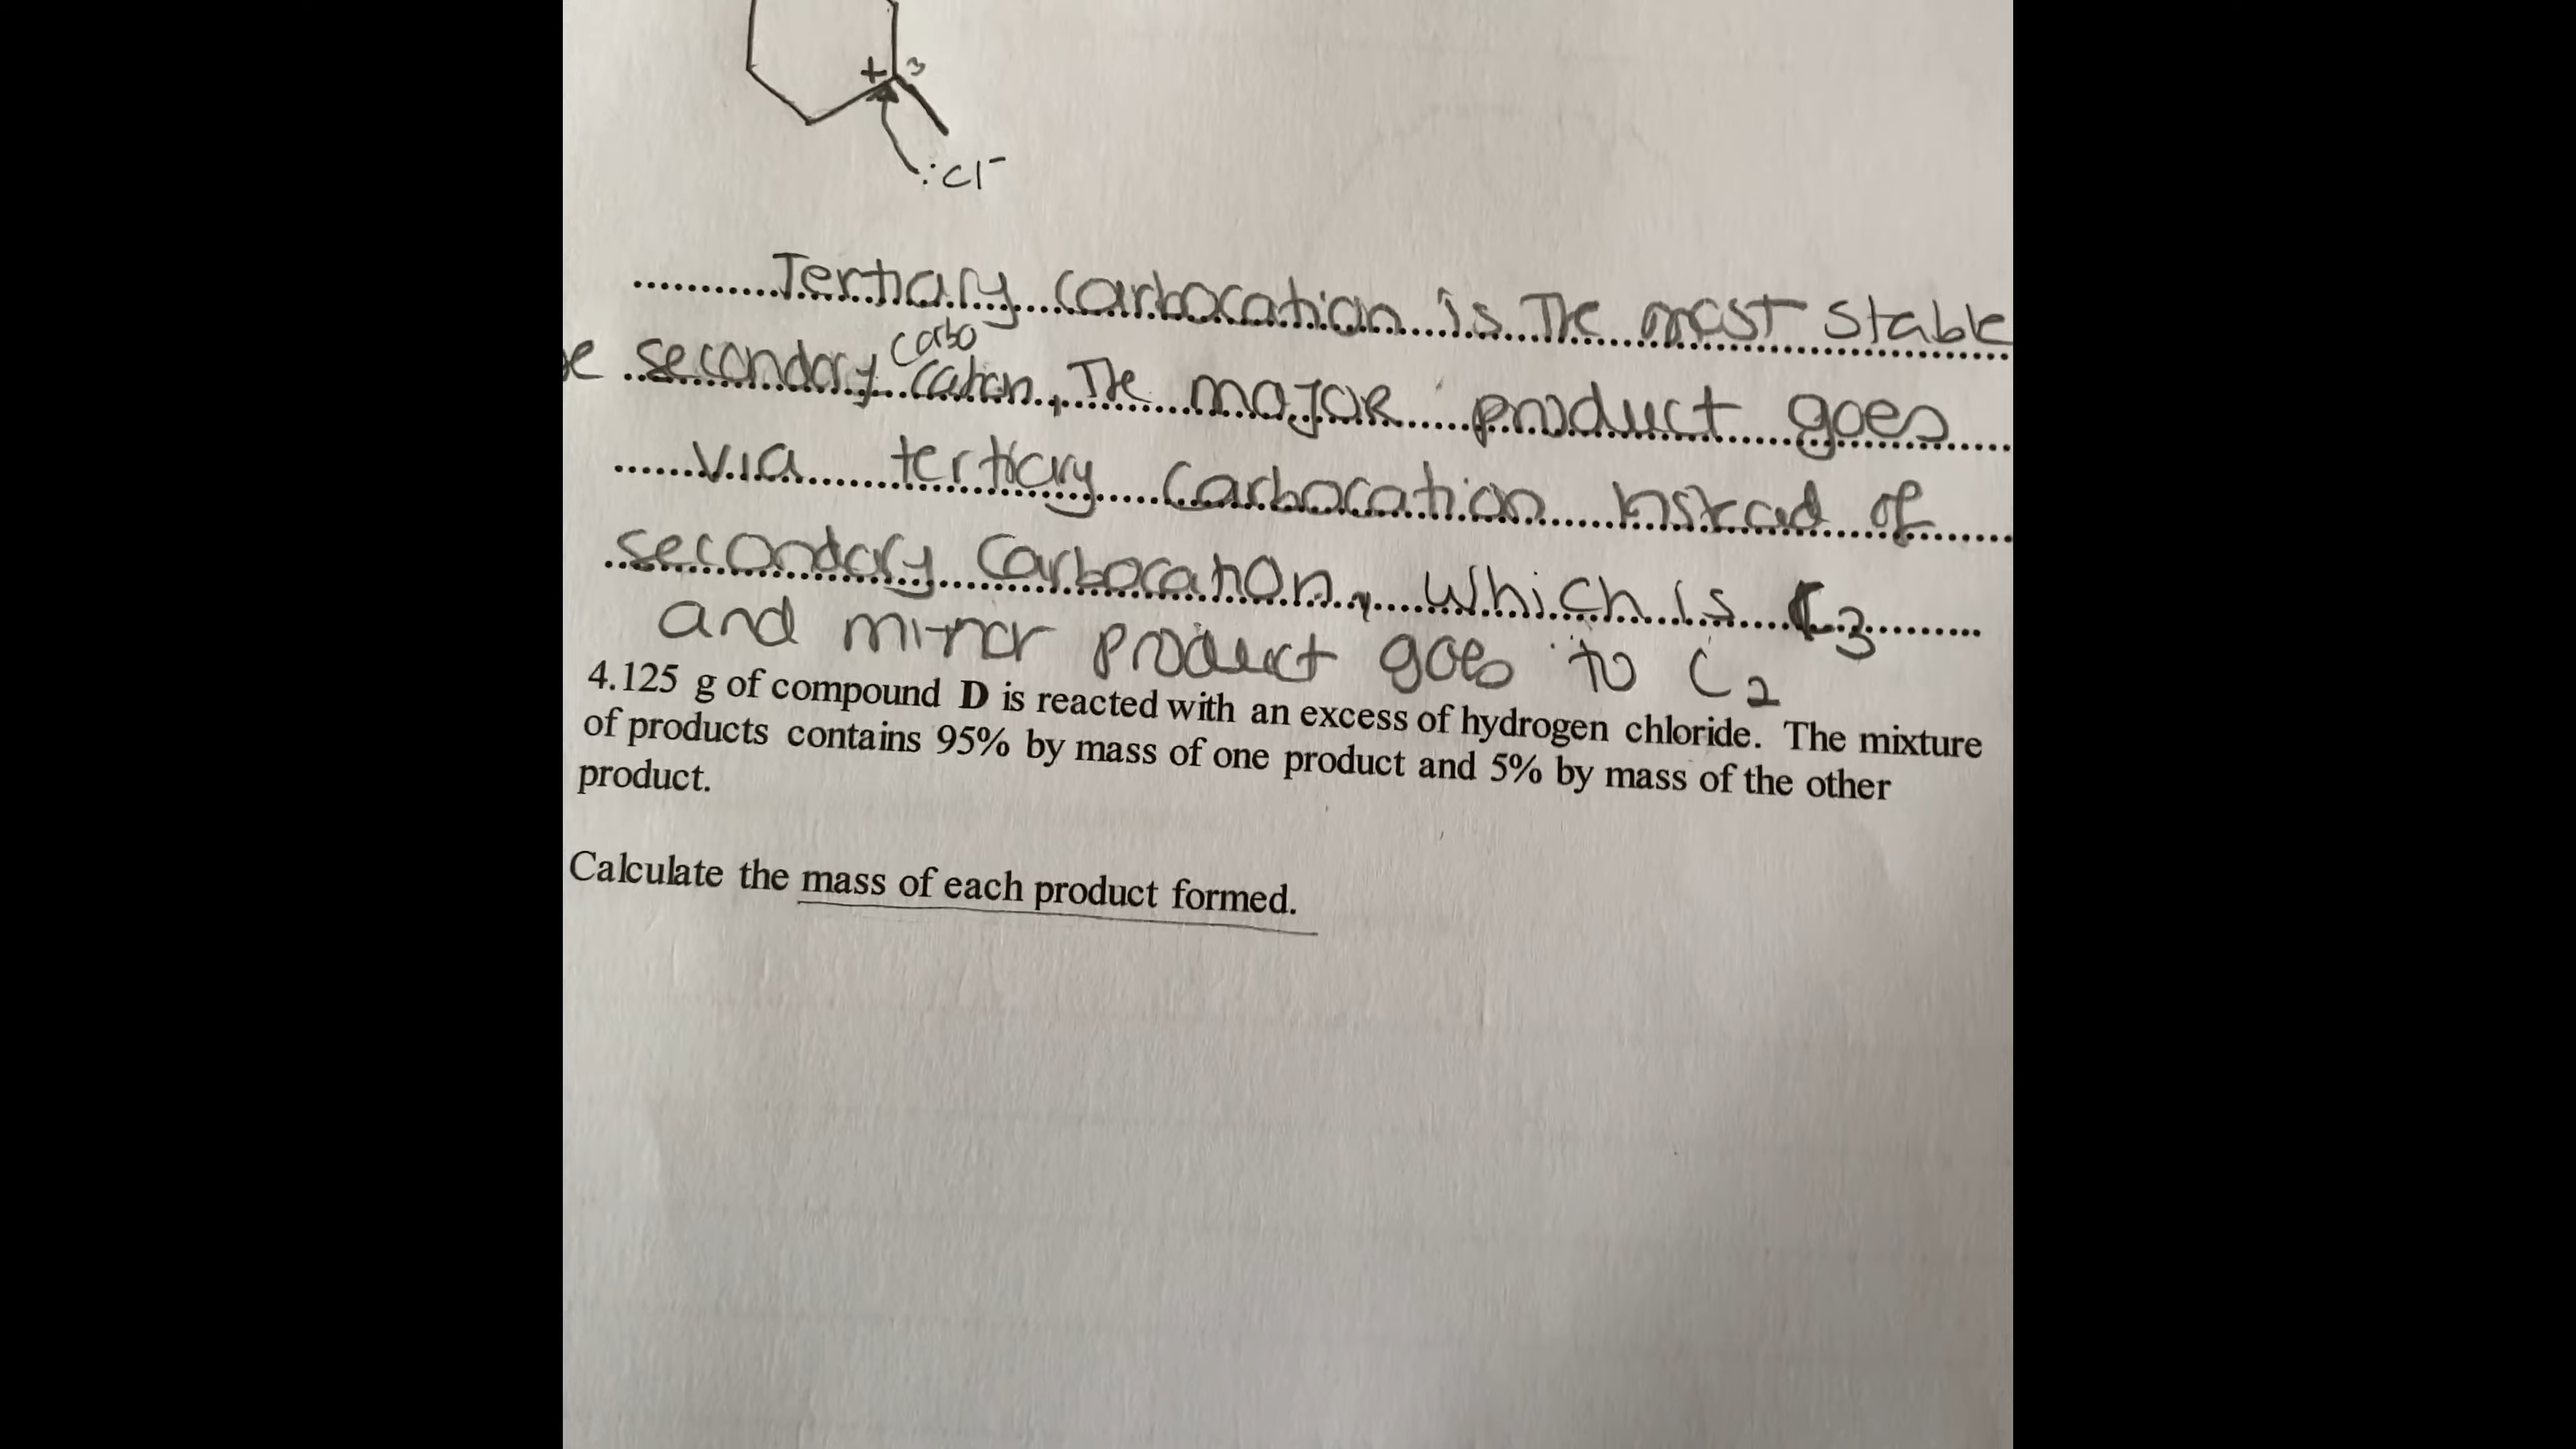 + 3
:Cl⁻
Tertiary carbocation is The most stable
secondary carbo cation, The major product goes
via tertiary carbocation instead of
secondary carbocation, which is C3
and minor product goes to C2
4.125 g of compound D is reacted with an excess of hydrogen chloride. The mixture
of products contains 95% by mass of one product and 5% by mass of the other
product.
Calculate the mass of each product formed.